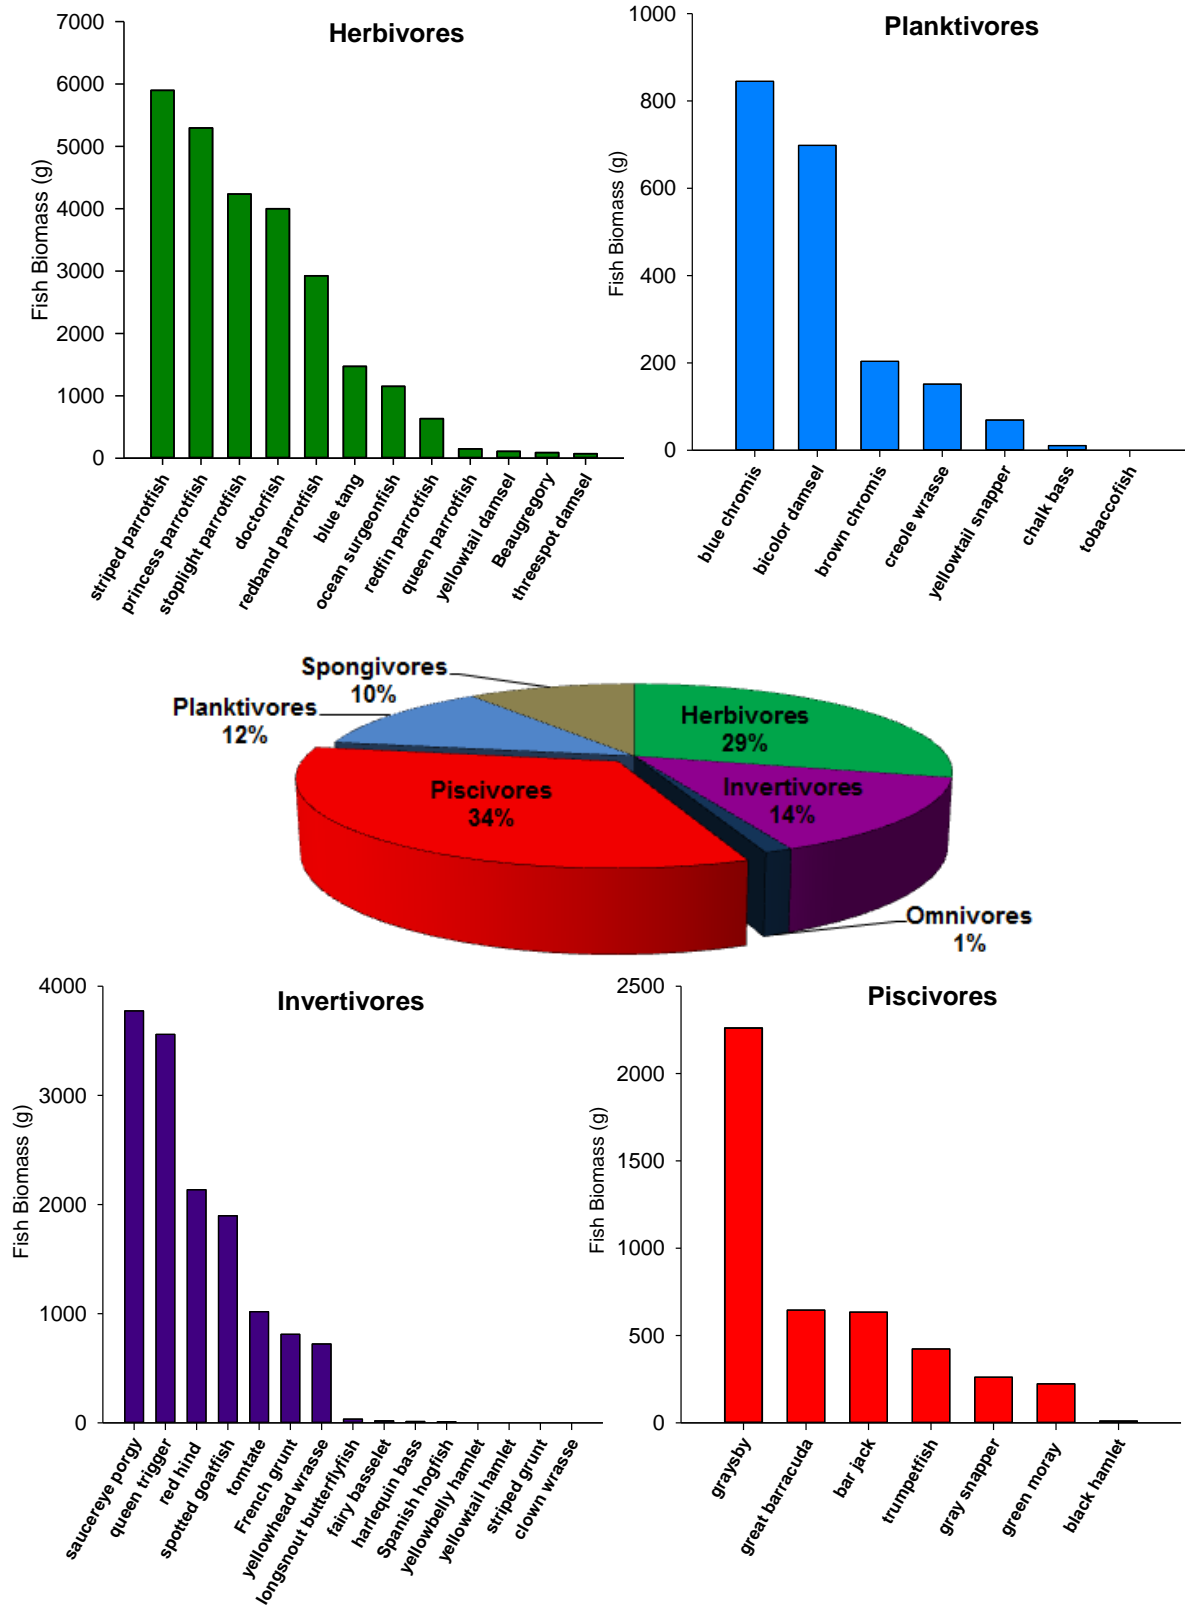 Herbivores
Fish Biomass (g)
7000
6000
5000
4000
3000
2000
1000
0
striped parrotfish
princess parrotfish
stoplight parrotfish
doctorfish
redband parrotfish
blue tang
ocean surgeonfish
redfin parrotfish
queen parrotfish
yellowtail damsel
Beaugregory
threespot damsel
Planktivores
Fish Biomass (g)
1000
800
600
400
200
0
blue chromis
bicolor damsel
brown chromis
creole wrasse
yellowtail snapper
chalk bass
tobaccofish
Spongivores
10%
Planktivores
12%
Herbivores
29%
Invertivores
14%
Piscivores
34%
Omnivores
1%
Invertivores
Fish Biomass (g)
4000
3000
2000
1000
0
saucereye porgy
queen trigger
red hind
spotted goatfish
tomtate
French grunt
yellowhead wrasse
longsnout butterflyfish
fairy basselet
harlequin bass
Spanish hogfish
yellowbelly hamlet
yellowtail hamlet
striped grunt
clown wrasse
Piscivores
Fish Biomass (g)
2500
2000
1500
1000
500
0
graysby
great barracuda
bar jack
trumpetfish
gray snapper
green moray
black hamlet